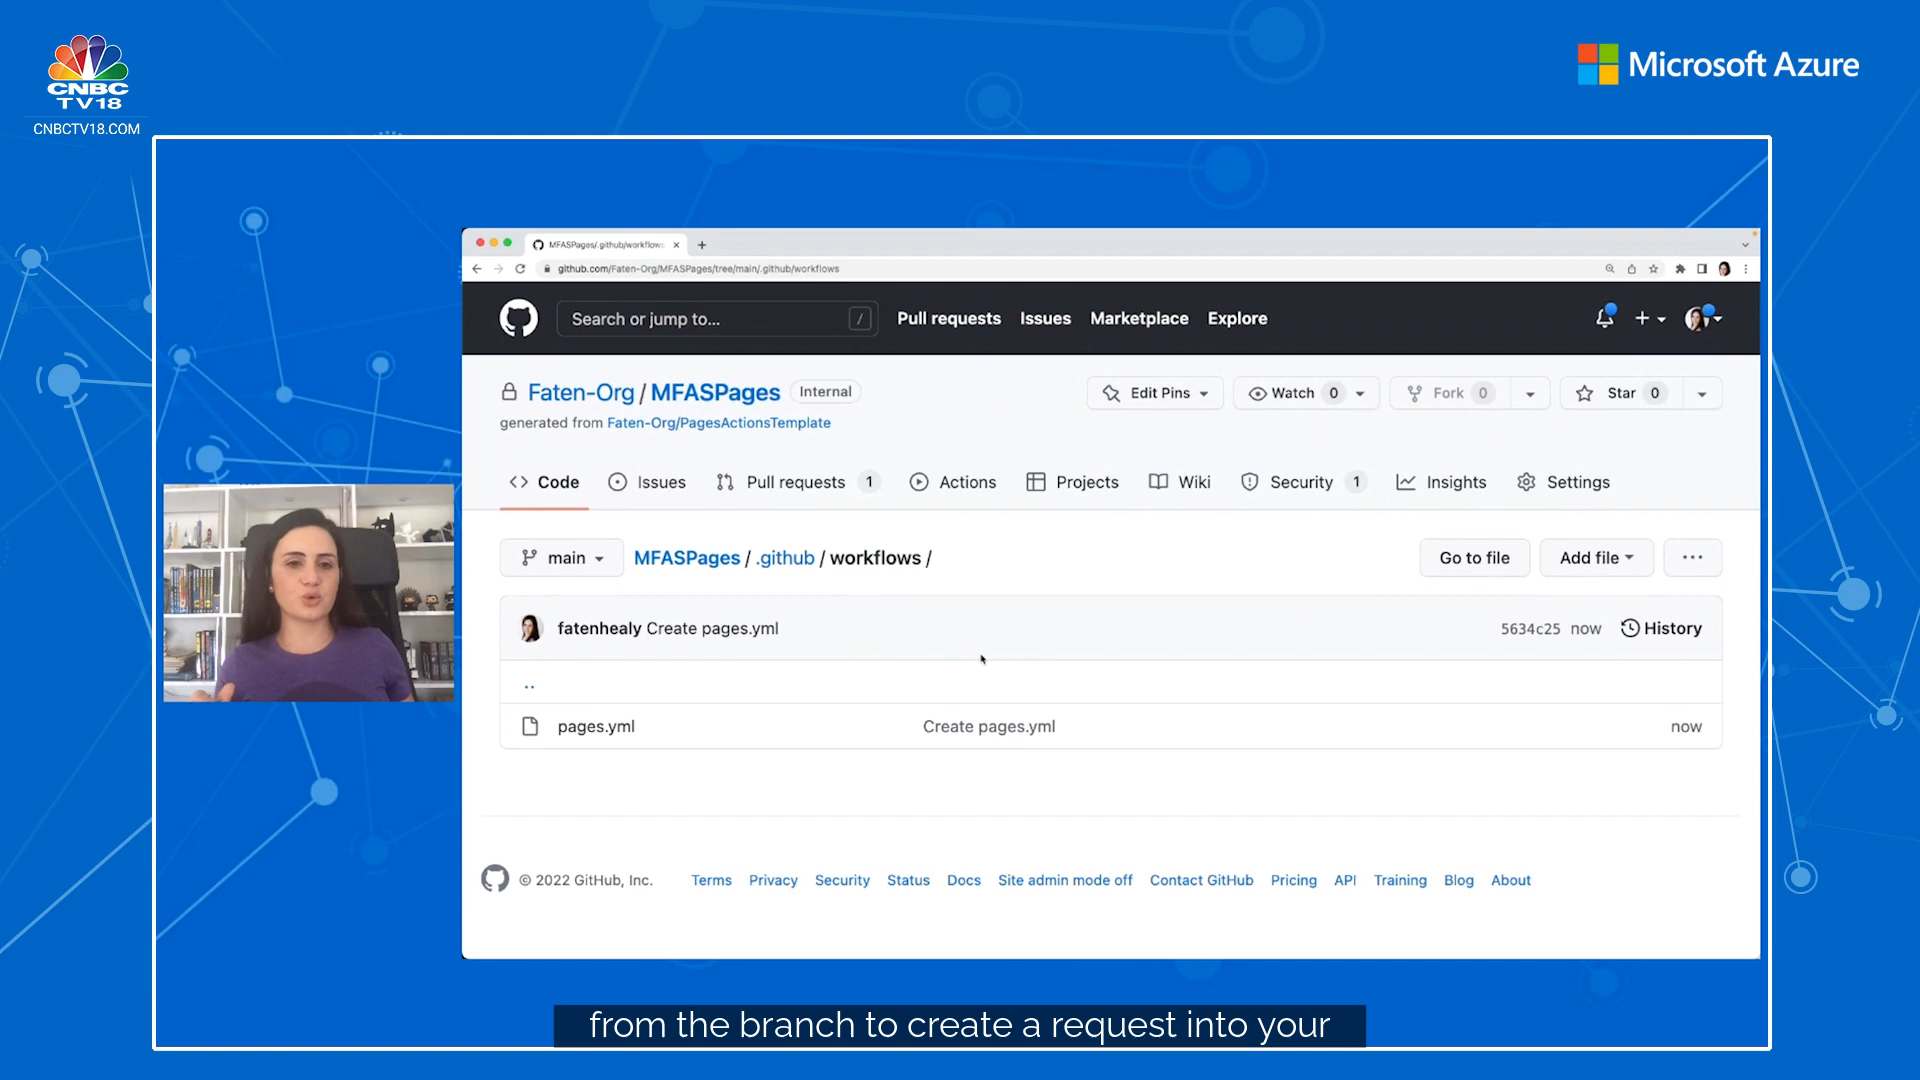 CNBC
TV18
CNBCTV18.COM
Microsoft Azure
MFASPages/.github/workflows
github.com/Faten-Org/MFASPages/tree/main/.github/workflows
Search or jump to... /
Pull requests Issues Marketplace Explore
Faten-Org / MFASPages Internal
Edit Pins Watch 0 Fork 0 Star 0
generated from Faten-Org/PagesActionsTemplate
Code Issues Pull requests 1 Actions Projects Wiki Security 1 Insights Settings
main MFASPages / .github / workflows / Go to file Add file ...
fatenhealy Create pages.yml 5634c25 now History
..
pages.yml Create pages.yml now
© 2022 GitHub, Inc. Terms Privacy Security Status Docs Site admin mode off Contact GitHub Pricing API Training Blog About
from the branch to create a request into your